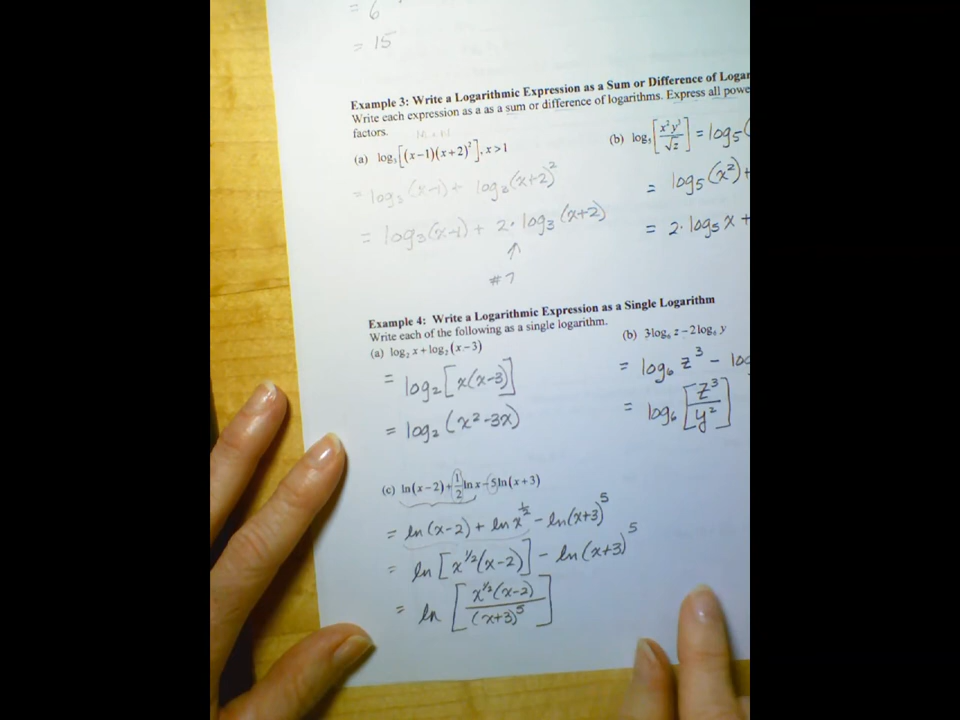 = 6
= 15
Example 3: Write a Logarithmic Expression as a Sum or Difference of Logar
Write each expression as a as a sum or difference of logarithms. Express all powe
factors.
(a) log₃[(x−1)(x+2)²], x>1
= log₃(x−1) + log₃(x+2)²
= log₃(x−1) + 2·log₃(x+2)
↑
#7
(b) log₅[x²y³/√z] = log₅(
= log₅(x²) +
= 2·log₅x +
Example 4: Write a Logarithmic Expression as a Single Logarithm
Write each of the following as a single logarithm.
(a) log₂ x + log₂(x−3)
= log₂[x(x−3)]
= log₂(x²−3x)
(b) 3log₆ z − 2log₆ y
= log₆ z³ − log
= log₆[z³/y²]
(c) ln(x−2) + 1/2 ln x − 5ln(x+3)
= ln(x−2) + ln x^1/2 − ln(x+3)⁵
= ln[x^1/2(x−2)] − ln(x+3)⁵
= ln[x^1/2(x−2)/(x+3)⁵]